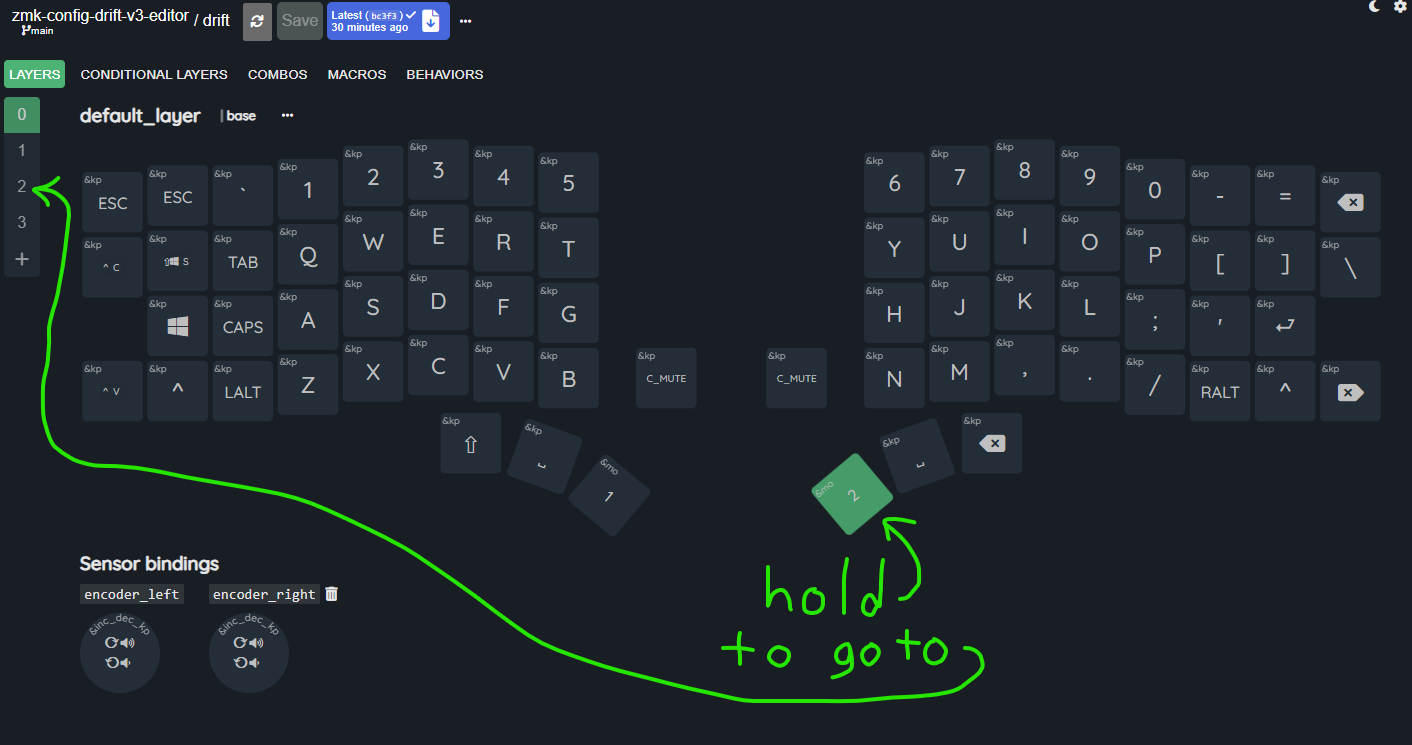 zmk-config-drift-v3-editor / drift
main
Save
Latest (bc3f3)
30 minutes ago
LAYERS CONDITIONAL LAYERS COMBOS MACROS BEHAVIORS
0
1
2
3
+
default_layer | base
&kp &kp &kp &kp &kp &kp &kp &kp &kp &kp &kp &kp &kp &kp &kp &kp
ESC ESC ` 1 2 3 4 5 6 7 8 9 0 - =
&kp &kp &kp &kp &kp &kp &kp &kp &kp &kp &kp &kp &kp &kp &kp &kp
^ C S TAB Q W E R T Y U I O P [ ] \
&kp &kp &kp &kp &kp &kp &kp &kp &kp &kp &kp &kp &kp &kp
CAPS A S D F G H J K L ; '
&kp &kp &kp &kp &kp &kp &kp &kp &kp &kp &kp &kp &kp &kp &kp &kp &kp &kp
^ V ^ LALT Z X C V B C_MUTE C_MUTE N M , . / RALT ^
&kp &kp &mo &mo &kp &kp
1 2
hold
to goto
Sensor bindings
encoder_left encoder_right
&inc_dec_kp &inc_dec_kp